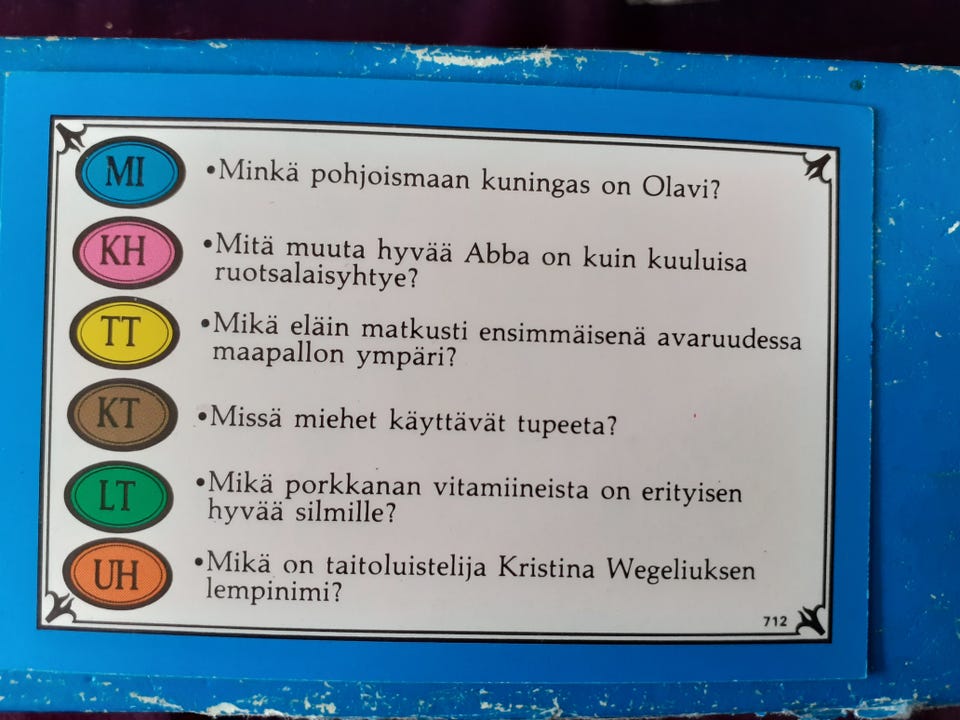 MI •Minkä pohjoismaan kuningas on Olavi?
KH •Mitä muuta hyvää Abba on kuin kuuluisa
ruotsalaisyhtye?
TT •Mikä eläin matkusti ensimmäisenä avaruudessa
maapallon ympäri?
KT •Missä miehet käyttävät tupeeta?
LT •Mikä porkkanan vitamiineista on erityisen
hyvää silmille?
UH •Mikä on taitoluistelija Kristina Wegeliuksen
lempinimi?
712